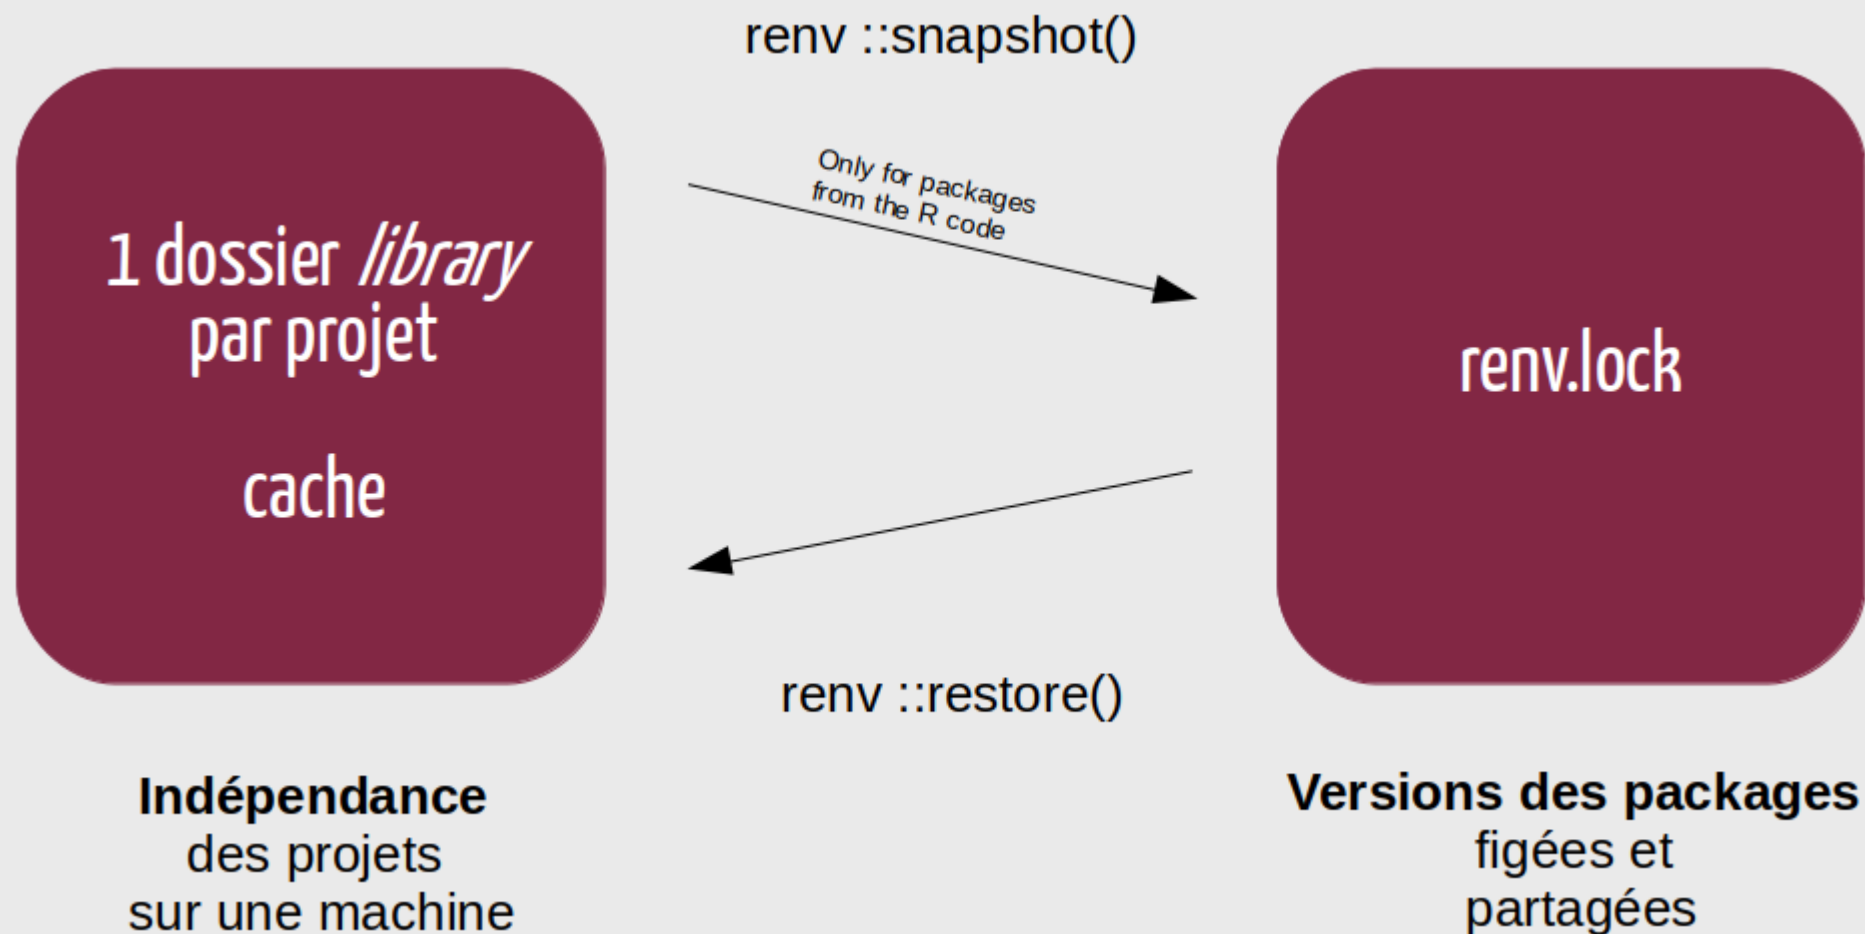 renv ::snapshot()
Only for packages
from the R code
1 dossier library
par projet
cache
renv.lock
renv ::restore()
Indépendance
des projets
sur une machine
Versions des packages
figées et
partagées